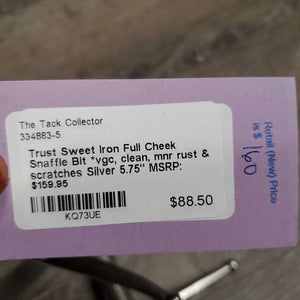 The Tack Collector
334883-5
Trust Sweet Iron Full Cheek
Snaffle Bit *vgc, clean, mnr rust &
scratches Silver 5.75" MSRP:
$159.95
KQ73UE
$88.50
Retail (New) Price
is $ 160